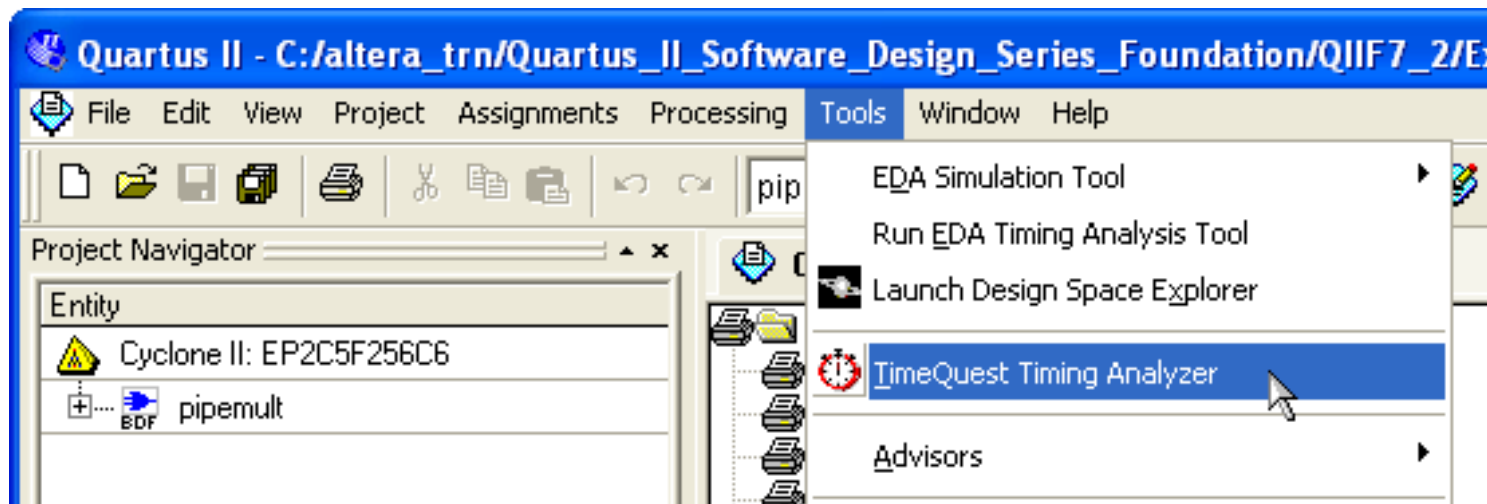 Quartus II - C:/altera_trn/Quartus_II_Software_Design_Series_Foundation/QIIF7_2/Ex
File Edit View Project Assignments Processing Tools Window Help
pip
EDA Simulation Tool
Run EDA Timing Analysis Tool
Launch Design Space Explorer
TimeQuest Timing Analyzer
Advisors
Project Navigator
Entity
Cyclone II: EP2C5F256C6
BDF pipemult